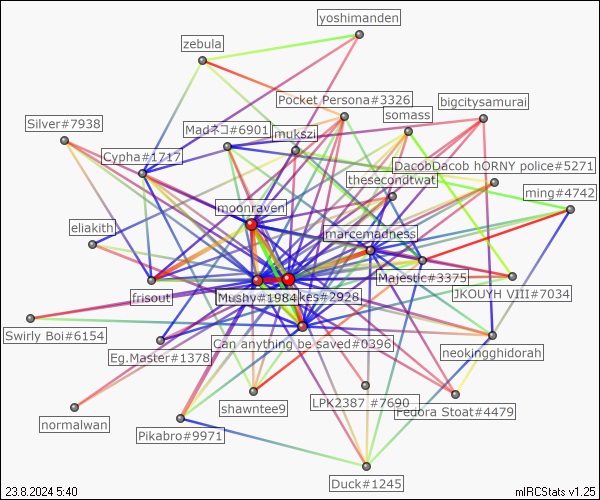 yoshimanden
zebula
Pocket Persona#3326
bigcitysamurai
somass
Silver#7938
Madネコ#6901
mukszi
Cypha#1717
DacobDacob hORNY police#5271
thesecondtwat
ming#4742
moonraven
eliakith
marcemadness
Majestic#3375
frisout
Mushy#1984
kes#2928
JKOUYH VIII#7034
Swirly Boi#6154
Can anything be saved#0396
Eg.Master#1378
neokingghidorah
shawntee9
LPK2387 #7690
Fedora Stoat#4479
normalwan
Pikabro#9971
Duck#1245
23.8.2024 5:40
mIRCStats v1.25